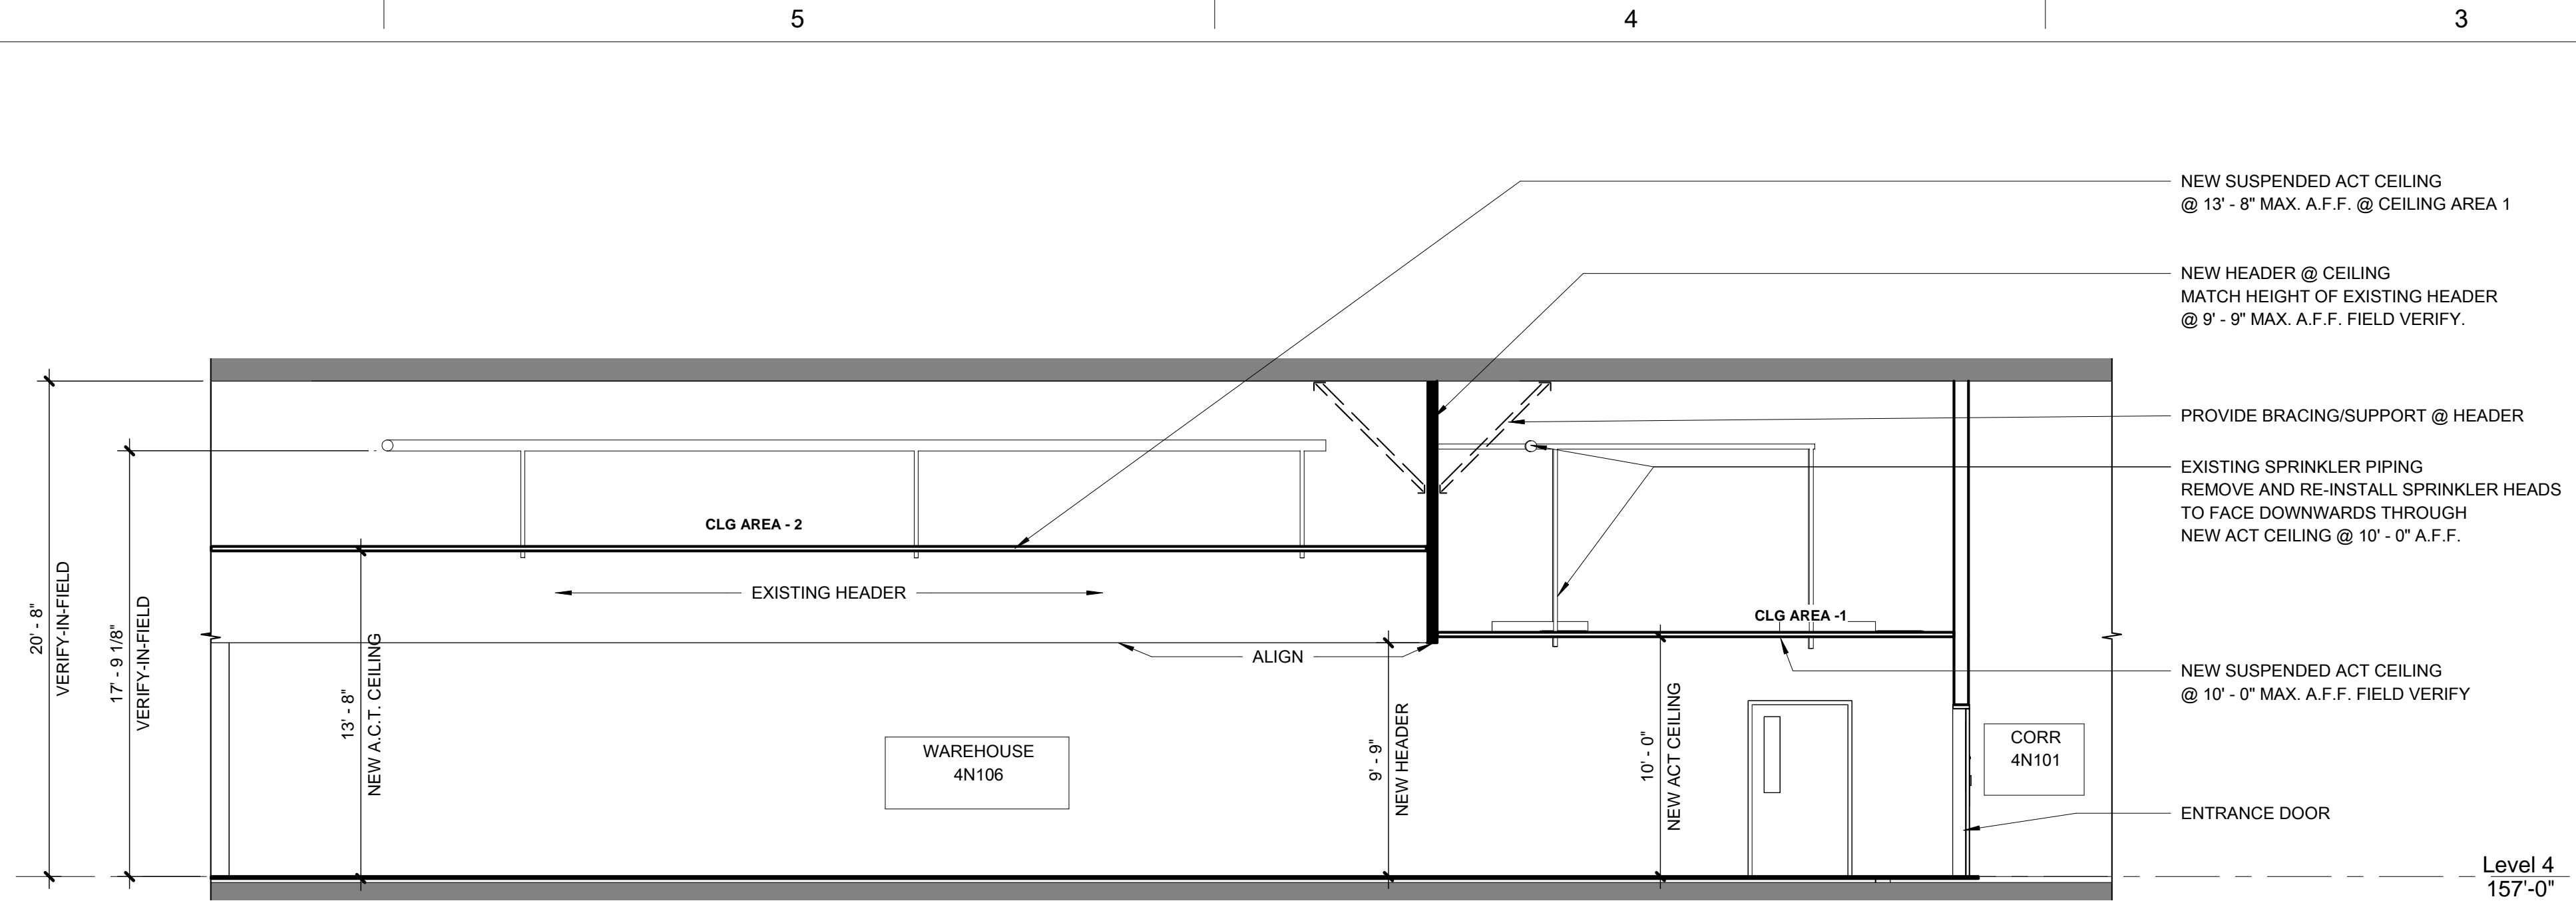 5
4
3
NEW SUSPENDED ACT CEILING
@ 13' - 8" MAX. A.F.F. @ CEILING AREA 1
NEW HEADER @ CEILING
MATCH HEIGHT OF EXISTING HEADER
@ 9' - 9" MAX. A.F.F. FIELD VERIFY.
PROVIDE BRACING/SUPPORT @ HEADER
EXISTING SPRINKLER PIPING
REMOVE AND RE-INSTALL SPRINKLER HEADS
TO FACE DOWNWARDS THROUGH
NEW ACT CEILING @ 10' - 0" A.F.F.
CLG AREA - 2
EXISTING HEADER
CLG AREA -1
ALIGN
NEW SUSPENDED ACT CEILING
@ 10' - 0" MAX. A.F.F. FIELD VERIFY
20' - 8"
VERIFY-IN-FIELD
17' - 9 1/8"
VERIFY-IN-FIELD
13' - 8"
NEW A.C.T. CEILING
WAREHOUSE
4N106
9' - 9"
NEW HEADER
10' - 0"
NEW ACT CEILING
CORR
4N101
ENTRANCE DOOR
Level 4
157'-0"